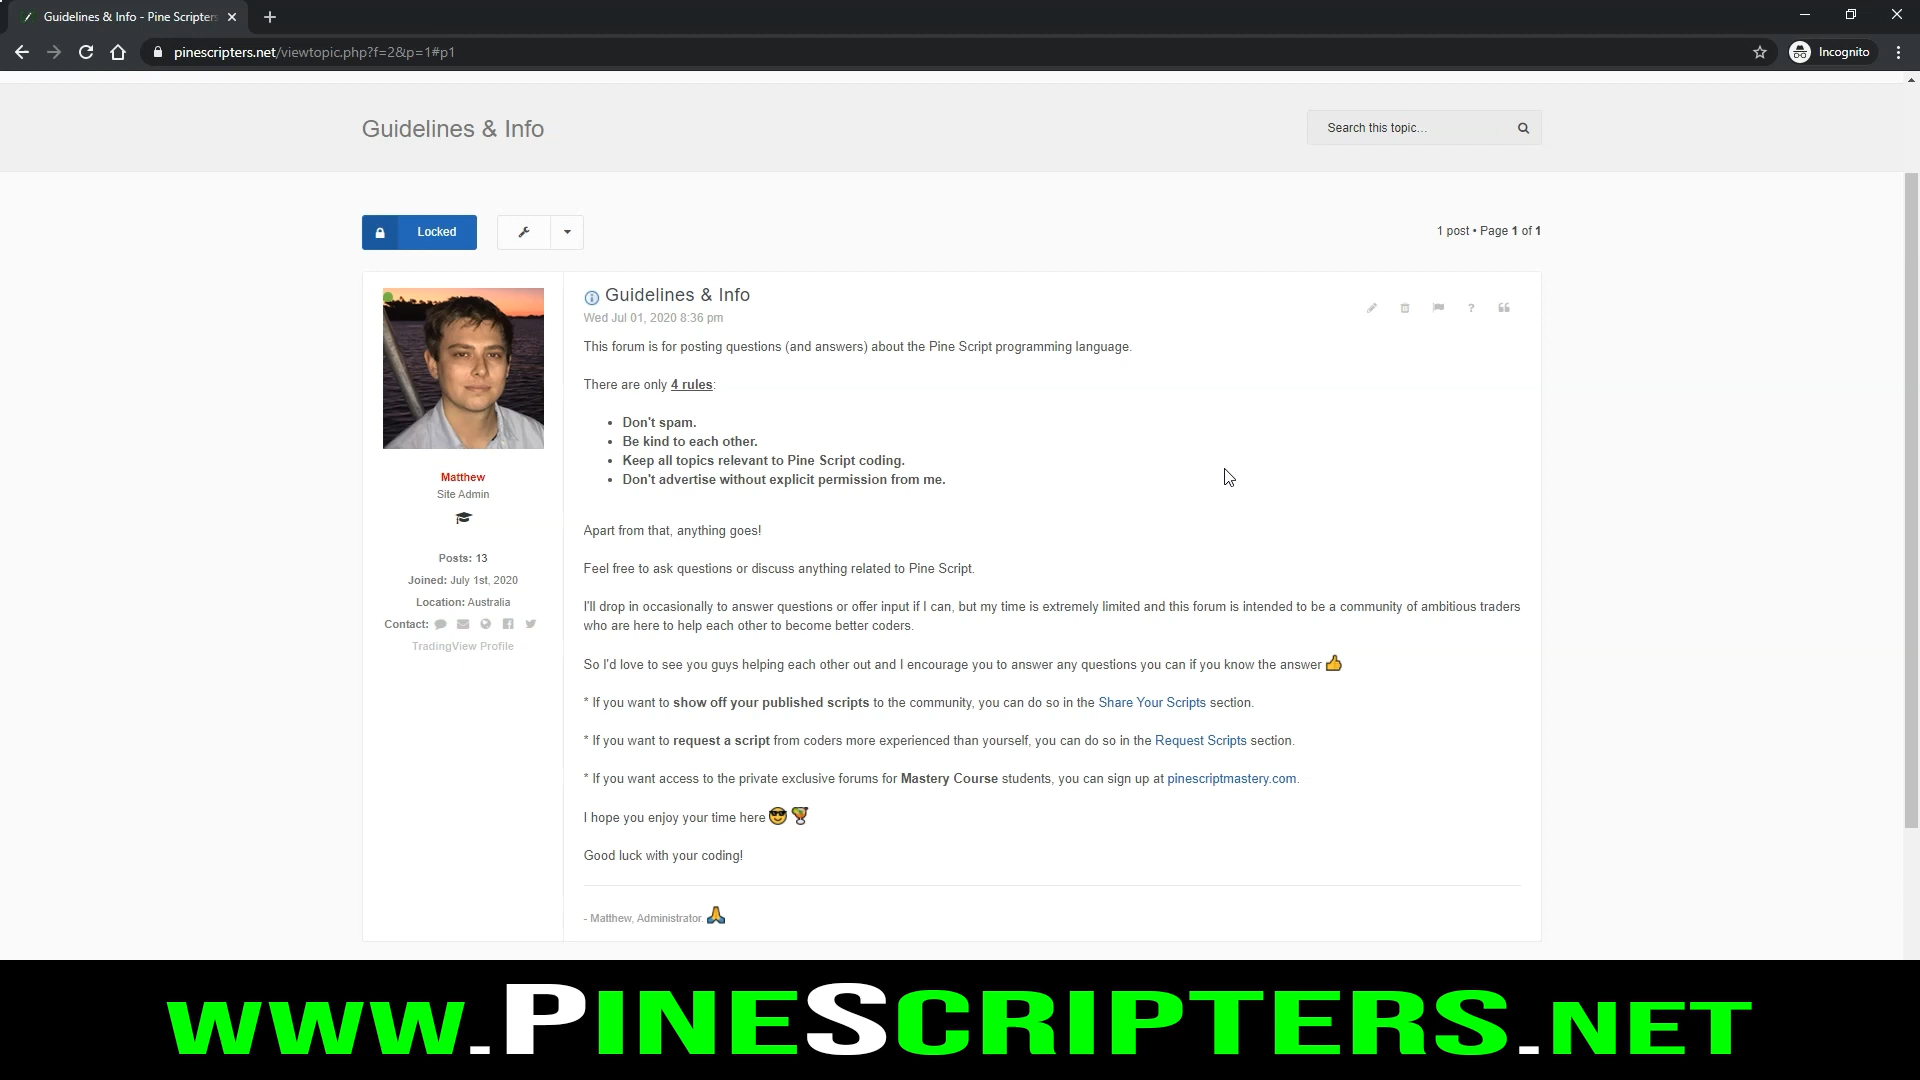 Guidelines & Info - Pine Scripters
pinescripters.net/viewtopic.php?f=2&p=1#p1
Incognito
Guidelines & Info
Search this topic...
Locked
1 post • Page 1 of 1
Guidelines & Info
Wed Jul 01, 2020 8:36 pm
This forum is for posting questions (and answers) about the Pine Script programming language.
There are only 4 rules:
• Don't spam.
• Be kind to each other.
• Keep all topics relevant to Pine Script coding.
• Don't advertise without explicit permission from me.
Apart from that, anything goes!
Feel free to ask questions or discuss anything related to Pine Script.
I'll drop in occasionally to answer questions or offer input if I can, but my time is extremely limited and this forum is intended to be a community of ambitious traders
who are here to help each other to become better coders.
So I'd love to see you guys helping each other out and I encourage you to answer any questions you can if you know the answer 👍
* If you want to show off your published scripts to the community, you can do so in the Share Your Scripts section.
* If you want to request a script from coders more experienced than yourself, you can do so in the Request Scripts section.
* If you want access to the private exclusive forums for Mastery Course students, you can sign up at pinescriptmastery.com.
I hope you enjoy your time here 😎🍹
Good luck with your coding!
- Matthew, Administrator. 🙏
Matthew
Site Admin
Posts: 13
Joined: July 1st, 2020
Location: Australia
Contact:
TradingView Profile
www.PineScripters.net